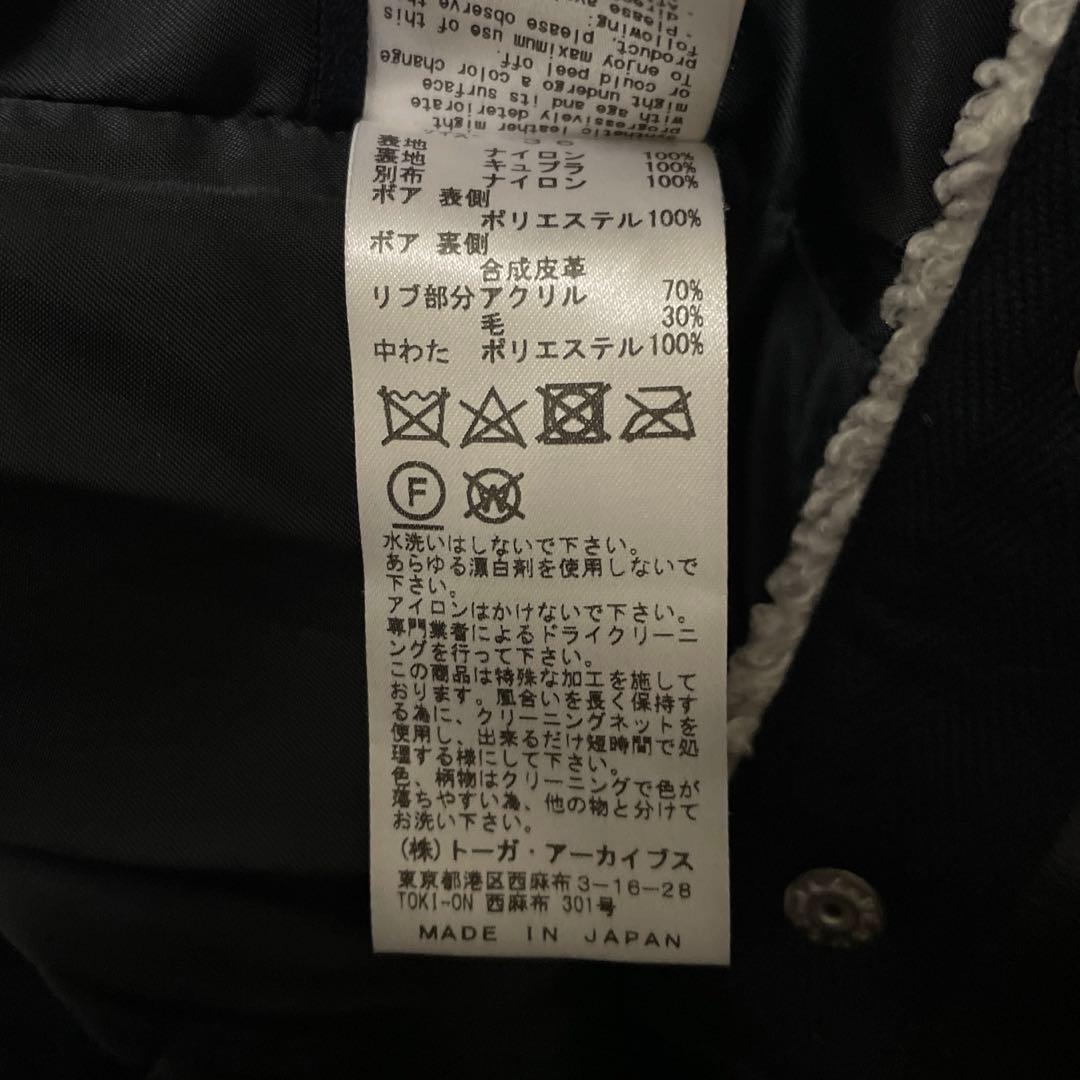 · please av
following:
product, please observe th
enjoy maximum use of this
To
or could peel off.
might undergo a color change
with age and its surface
progressively deteriorate
synthetic leather might
サイズ- 36
表地 ナイロン 100%
裏地 キュプラ 100%
別布 ナイロン 100%
ボア 表側
ポリエステル100%
ボア 裏側
合成皮革
リブ部分アクリル 70%
毛 30%
中わた ポリエステル100%
F
W
水洗いはしないで下さい。
あらゆる漂白剤を使用しないで
下さい。
アイロンはかけないで下さい。
専門業者によるドライクリーニ
ングを行って下さい。
この商品は特殊な加工を施して
おります。風合いを長く保持す
る為に、クリーニングネットを
使用し、出来るだけ短時間で処
理する様にして下さい。
色、柄物はクリーニングで色が
落ちやすい為、他の物と分けて
お洗い下さい。
(株)トーガ・アーカイブス
東京都港区西麻布3-16-28
TOKI-ON 西麻布 301号
MADE IN JAPAN